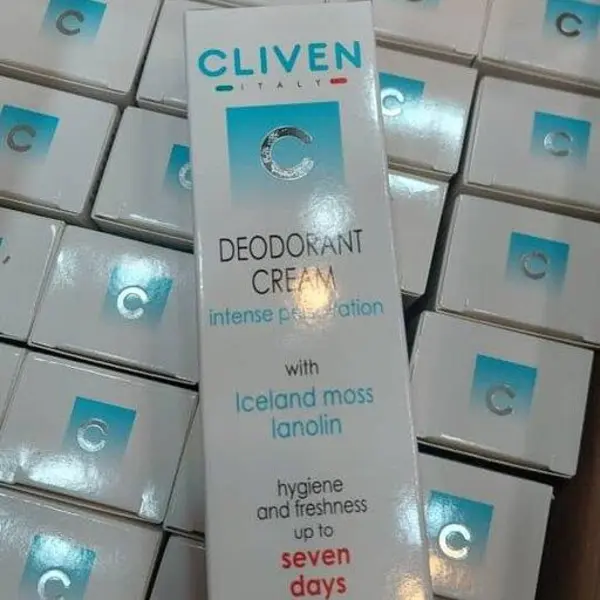 CLIVEN
ITALY
C
DEODORANT
CREAM
intense
with
Iceland moss
lanolin
hygiene
and freshness
up to
seven
days
C
C
C
C
C
C
C
C
C
C
C
C